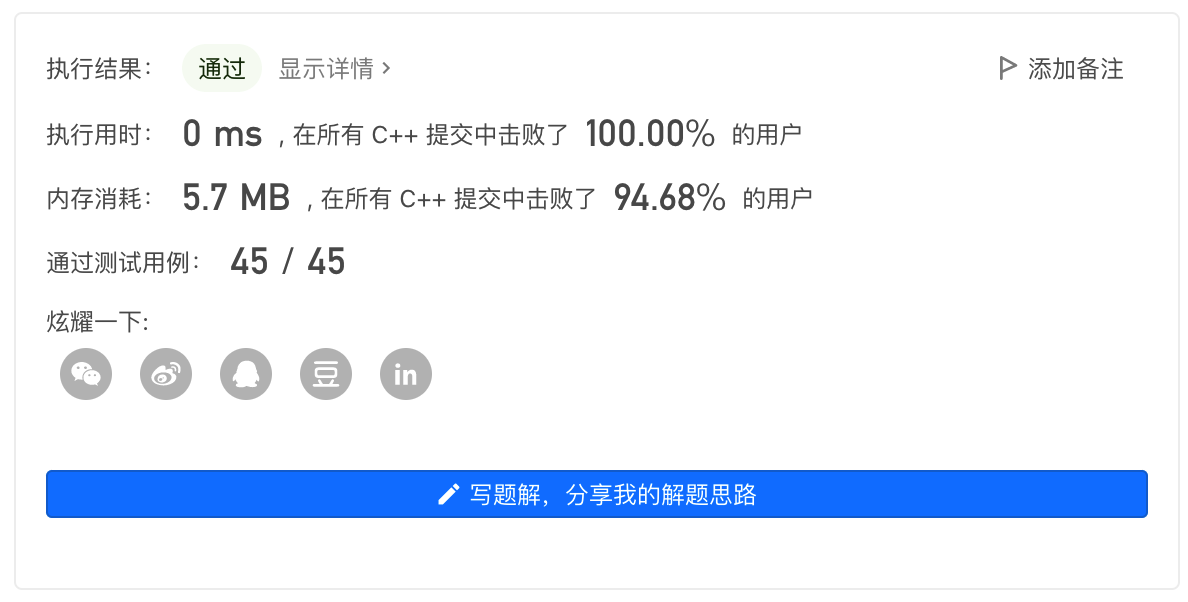 执行结果： 通过 显示详情 › 添加备注
执行用时： 0 ms ，在所有 C++ 提交中击败了 100.00% 的用户
内存消耗： 5.7 MB ，在所有 C++ 提交中击败了 94.68% 的用户
通过测试用例： 45 / 45
炫耀一下:
豆 in
写题解，分享我的解题思路